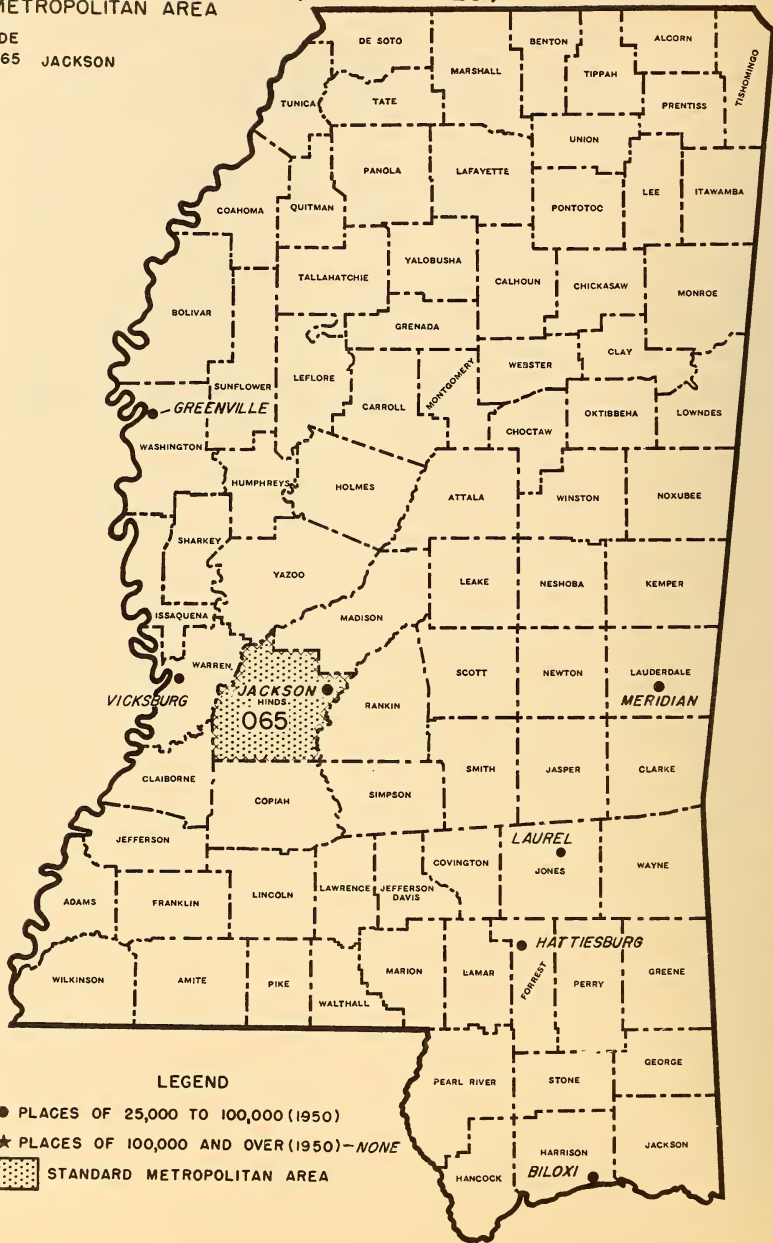 METROPOLITAN AREA
DE
65 JACKSON
DE SOTO
BENTON
ALCORN
MARSHALL
TIPPAH
TISHOMINGO
TUNICA
TATE
PRENTISS
UNION
PANOLA
LAFAYETTE
COAHOMA
QUITMAN
PONTOTOC
LEE
ITAWAMBA
TALLAHATCHIE
YALOBUSHA
CALHOUN
CHICKASAW
MONROE
BOLIVAR
GRENADA
LEFLORE
MONTGOMERY
WEBSTER
CLAY
SUNFLOWER
CARROLL
GREENVILLE
OKTIBBEHA
LOWNDES
CHOCTAW
WASHINGTON
HUMPHREYS
HOLMES
ATTALA
WINSTON
NOXUBEE
SHARKEY
YAZOO
LEAKE
NESHOBA
KEMPER
ISSAQUENA
MADISON
WARREN
SCOTT
NEWTON
LAUDERDALE
VICKSBURG
JACKSON
HINDS
065
RANKIN
MERIDIAN
CLAIBORNE
COPIAH
SIMPSON
SMITH
JASPER
CLARKE
JEFFERSON
LAUREL
COVINGTON
JONES
WAYNE
ADAMS
FRANKLIN
LINCOLN
LAWRENCE
JEFFERSON
DAVIS
HATTIESBURG
WILKINSON
AMITE
PIKE
WALTHALL
MARION
LAMAR
FORREST
PERRY
GREENE
GEORGE
PEARL RIVER
STONE
HANCOCK
HARRISON
JACKSON
BILOXI
LEGEND
PLACES OF 25,000 TO 100,000 (1950)
PLACES OF 100,000 AND OVER (1950)-NONE
STANDARD METROPOLITAN AREA